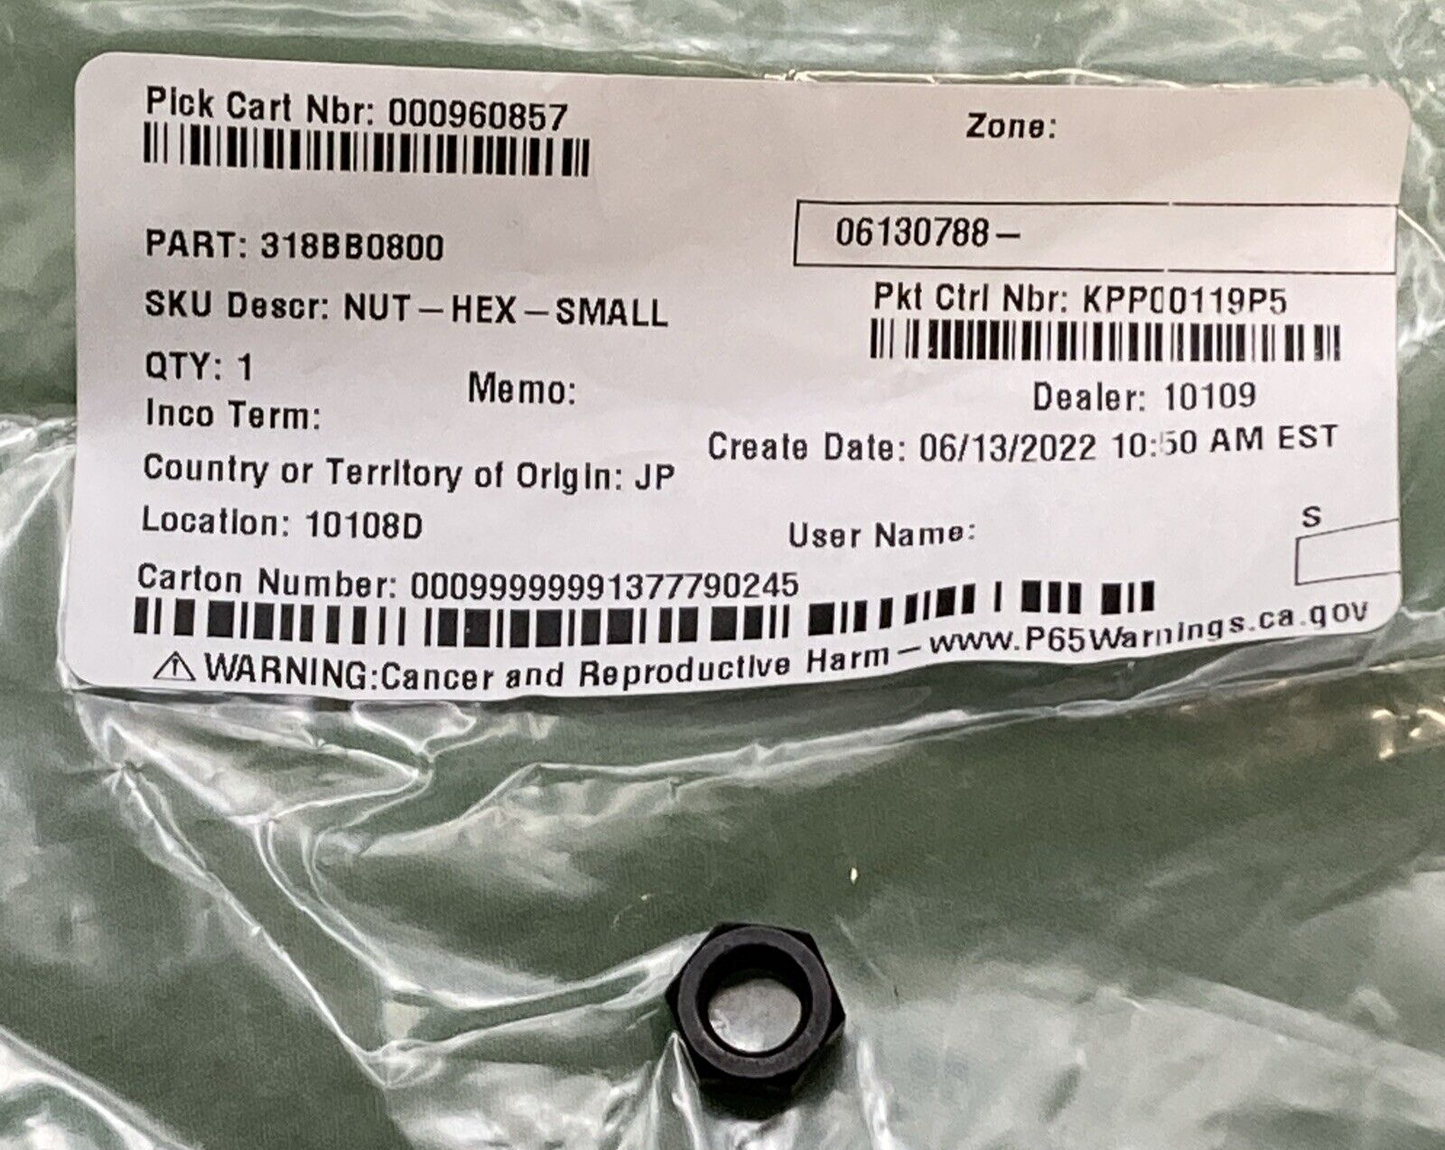 Pick Cart Nbr: 000960857
Zone:
06130788-
PART: 318BB0800
Pkt Ctrl Nbr: KPP00119P5
SKU Descr: NUT-HEX-SMALL
QTY: 1
Memo:
Dealer: 10109
Inco Term:
Create Date: 06/13/2022 10:50 AM EST
Country or Territory of Origin: JP
Location: 10108D
User Name:
S
Carton Number: 00099999991377790245
⚠ WARNING:Cancer and Reproductive Harm-www.P65Warnings.ca.gov